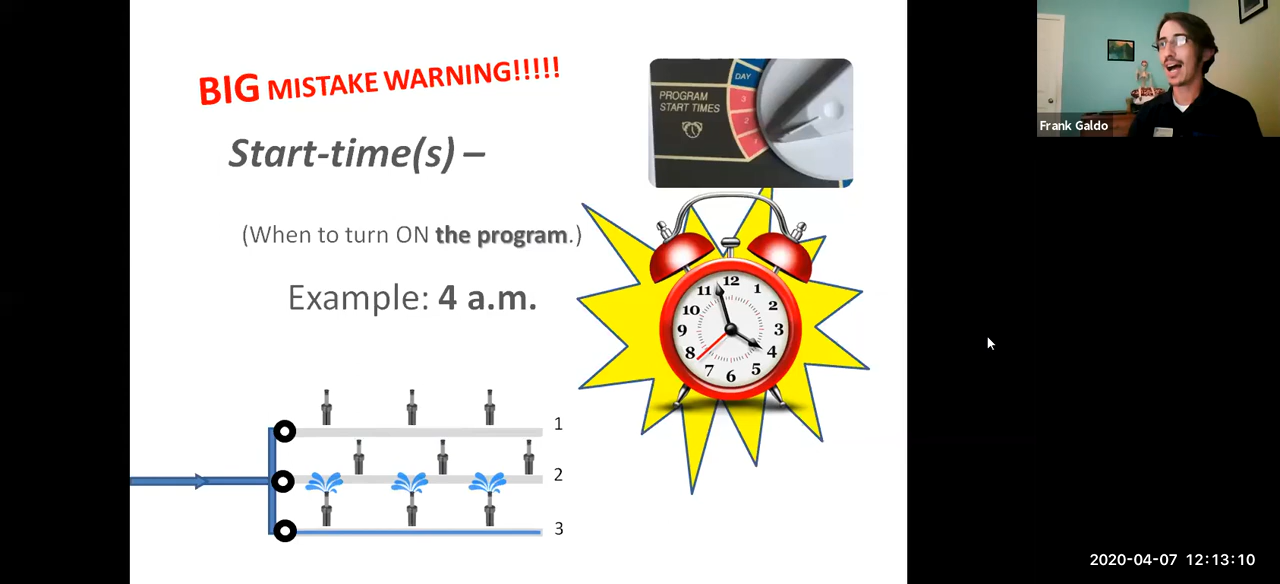 BIG MISTAKE WARNING!!!!!
Start-time(s) –
(When to turn ON the program.)
Example: 4 a.m.
DAY
PROGRAM
START TIMES
3
2
1
12
1
2
3
4
5
6
7
8
9
10
11
1
2
3
Frank Galdo
2020-04-07 12:13:10